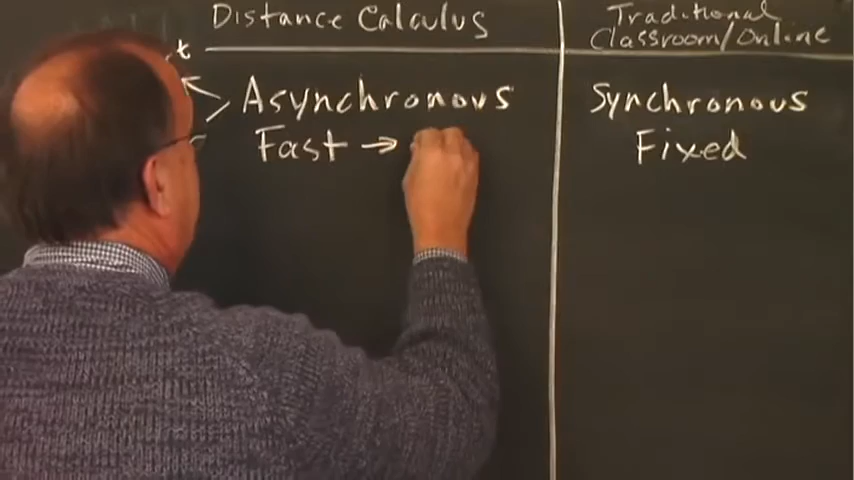 Distance Calculus
Traditional
Classroom/Online
t
Asynchronous
Synchronous
Fast →
Fixed